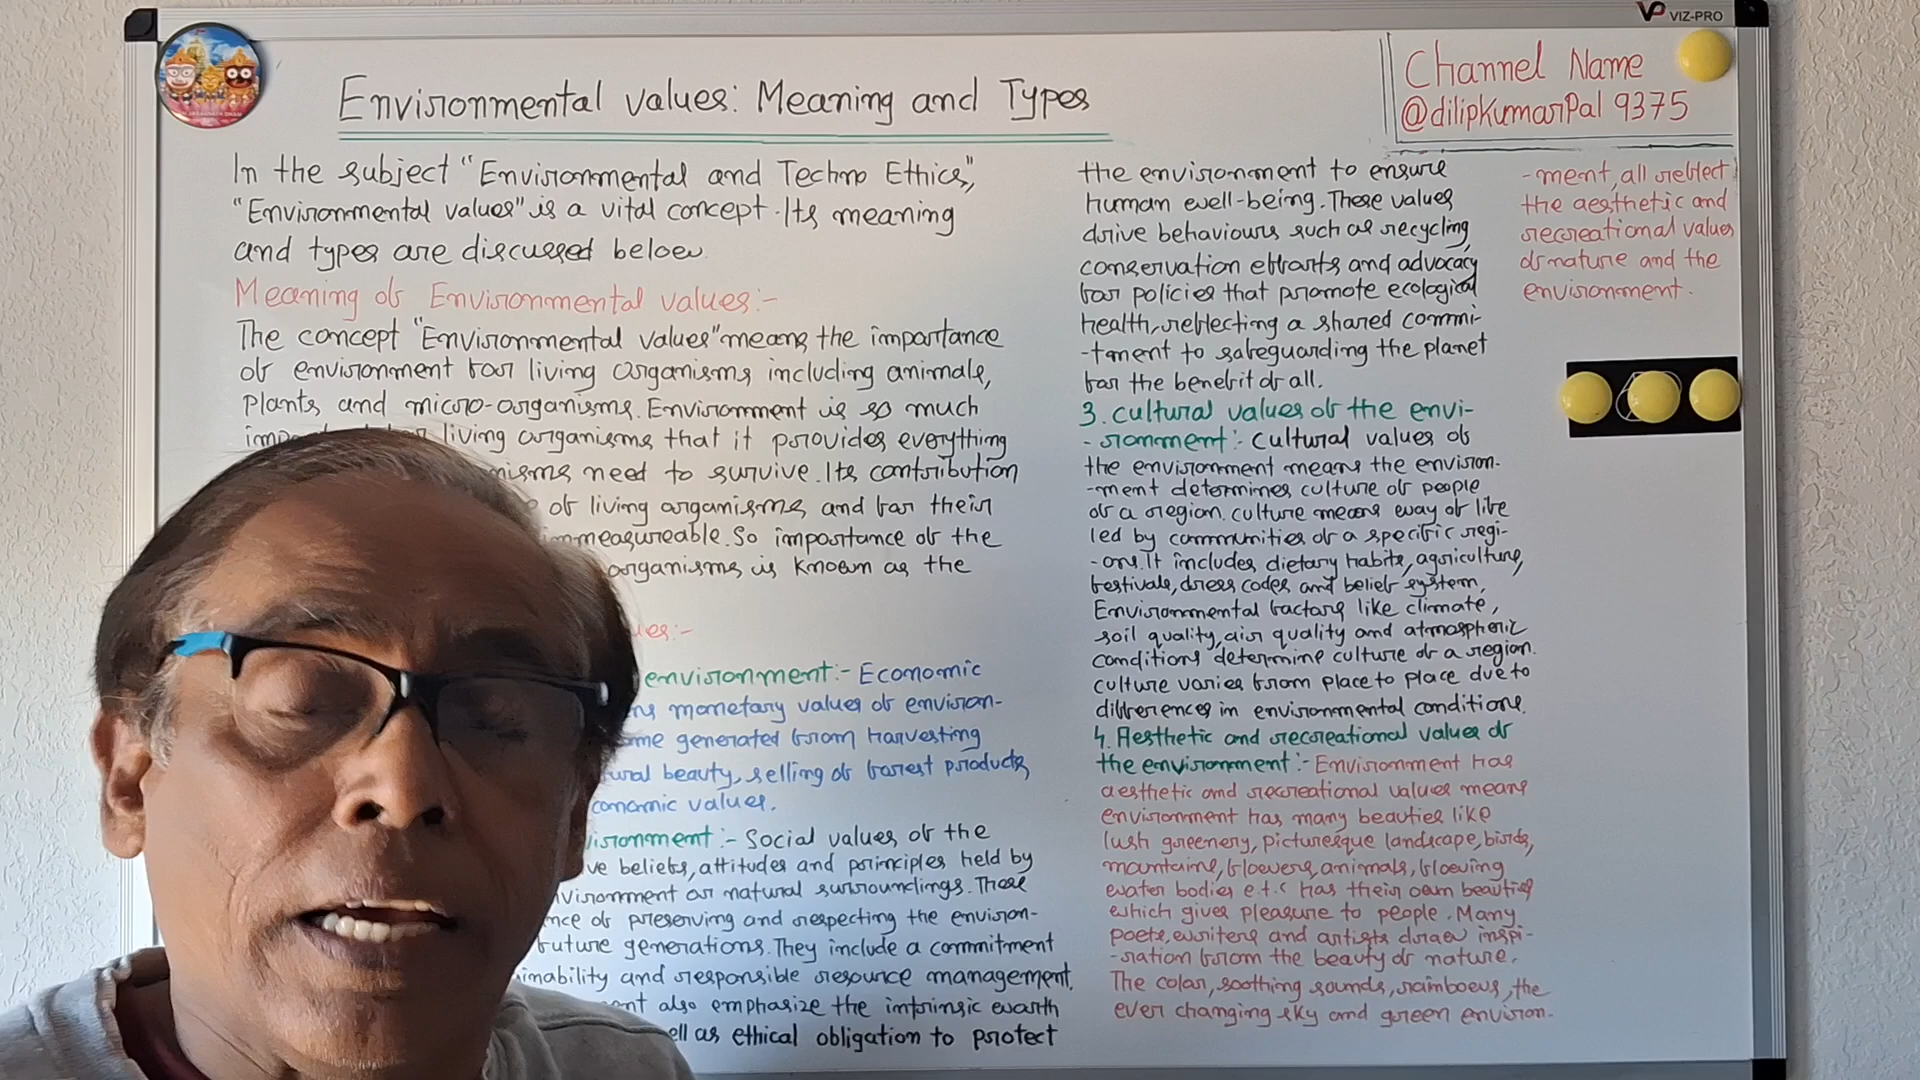 VIZ-PRO
Environmental values: Meaning and Types
Channel Name
@dilipkumarPal 9375
In the subject "Environmental and Techno Ethics",
"Environmental values" is a vital concept. Its meaning
and types are discussed below
Meaning of Environmental values:-
The concept "Environmental values" means the importance
of environment for living organisms including animals,
Plants and micro-organisms. Environment is so much
living organisms that it provides everything
need to survive. Its contribution
of living organisms and for their
immeasureable. So importance of the
organisms is known as the
environment:- Economic
monetary values of environ-
generated from harvesting
beauty, selling of forest products,
values.
:- Social values of the
beliefs, attitudes and principles held by
or natural surroundings. These
of preserving and respecting the environ-
future generations. They include a commitment
and responsible resource management.
also emphasize the intrinsic worth
as ethical obligation to protect
the environment to ensure
human well-being. These values
drive behaviours such as recycling,
conservation efforts and advocacy
for policies that promote ecological
health, reflecting a shared commi-
-tment to safeguarding the planet
for the benefit of all.
3. Cultural values of the envi-
-ronment:- Cultural values of
the environment means the environ-
-ment determines culture of people
of a region. Culture means way of life
led by communities of a specific regi-
-ons. It includes dietary habits, agriculture,
festivals, dress codes and belief system.
Environmental factors like climate,
soil quality, air quality and atmospheric
conditions determine culture of a region.
culture varies from place to place due to
differences in environmental conditions.
4. Aesthetic and recreational values of
the environment:- Environment has
aesthetic and recreational values means
environment has many beauties like
lush greenery, picturesque landscape, birds,
mountains, flowers, animals, flowing
water bodies e.t.c has their own beauties
which gives pleasure to people. Many
poets, writers and artists draw inspi-
-ration from the beauty of nature.
The color, soothing sounds, rainbows, the
ever changing sky and green environ-
-ment, all reflect
the aesthetic and
recreational values
of nature and the
environment.